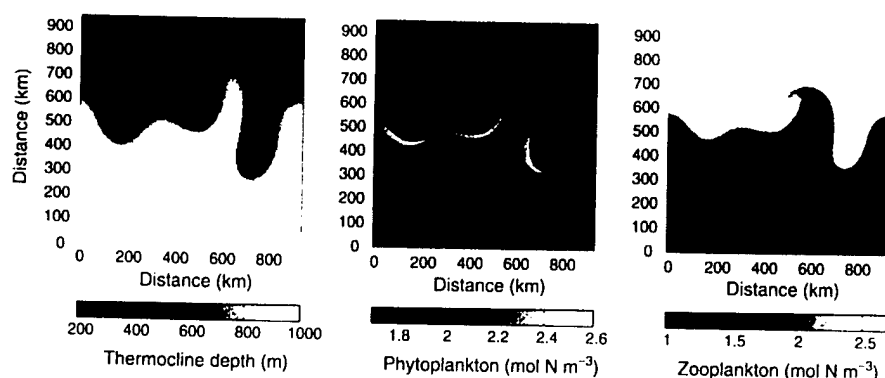 900
800
700
600
500
400
300
200
100
0
Distance (km)
0 200 400 600 800
Distance (km)
200 400 600 800 1000
Thermocline depth (m)
900
800
700
600
500
400
300
200
100
0
0 200 400 600 800
Distance (km)
1.8 2 2.2 2.4 2.6
Phytoplankton (mol N m⁻³)
900
800
700
600
500
400
300
200
100
0
0 200 400 600 800
Distance (km)
1 1.5 2 2.5
Zooplankton (mol N m⁻³)